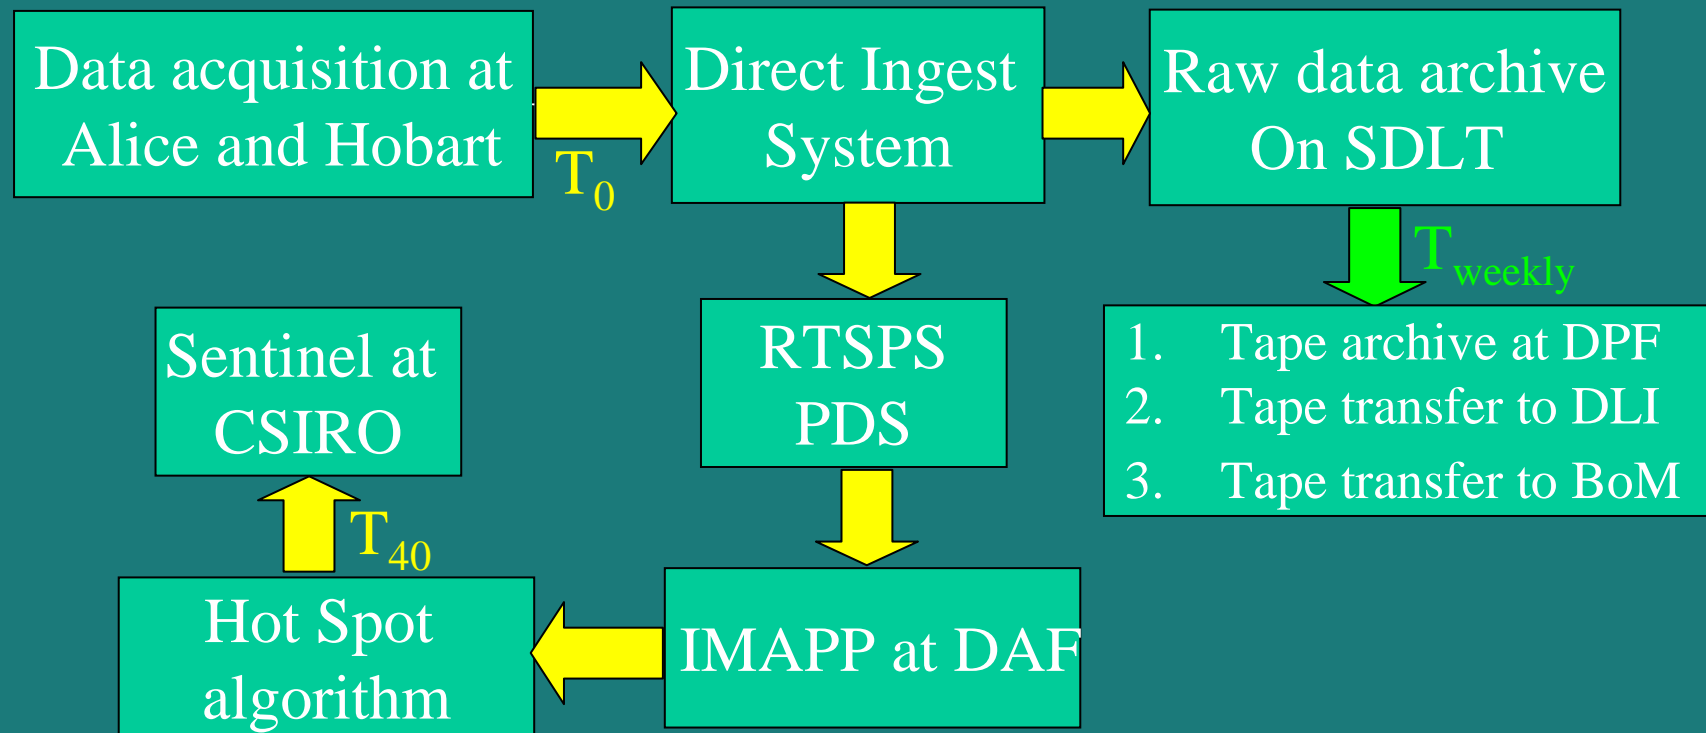 Data acquisition at
Alice and Hobart
T0
Direct Ingest
System
Raw data archive
On SDLT
Tweekly
1. Tape archive at DPF
2. Tape transfer to DLI
3. Tape transfer to BoM
RTSPS
PDS
IMAPP at DAF
Hot Spot
algorithm
T40
Sentinel at
CSIRO